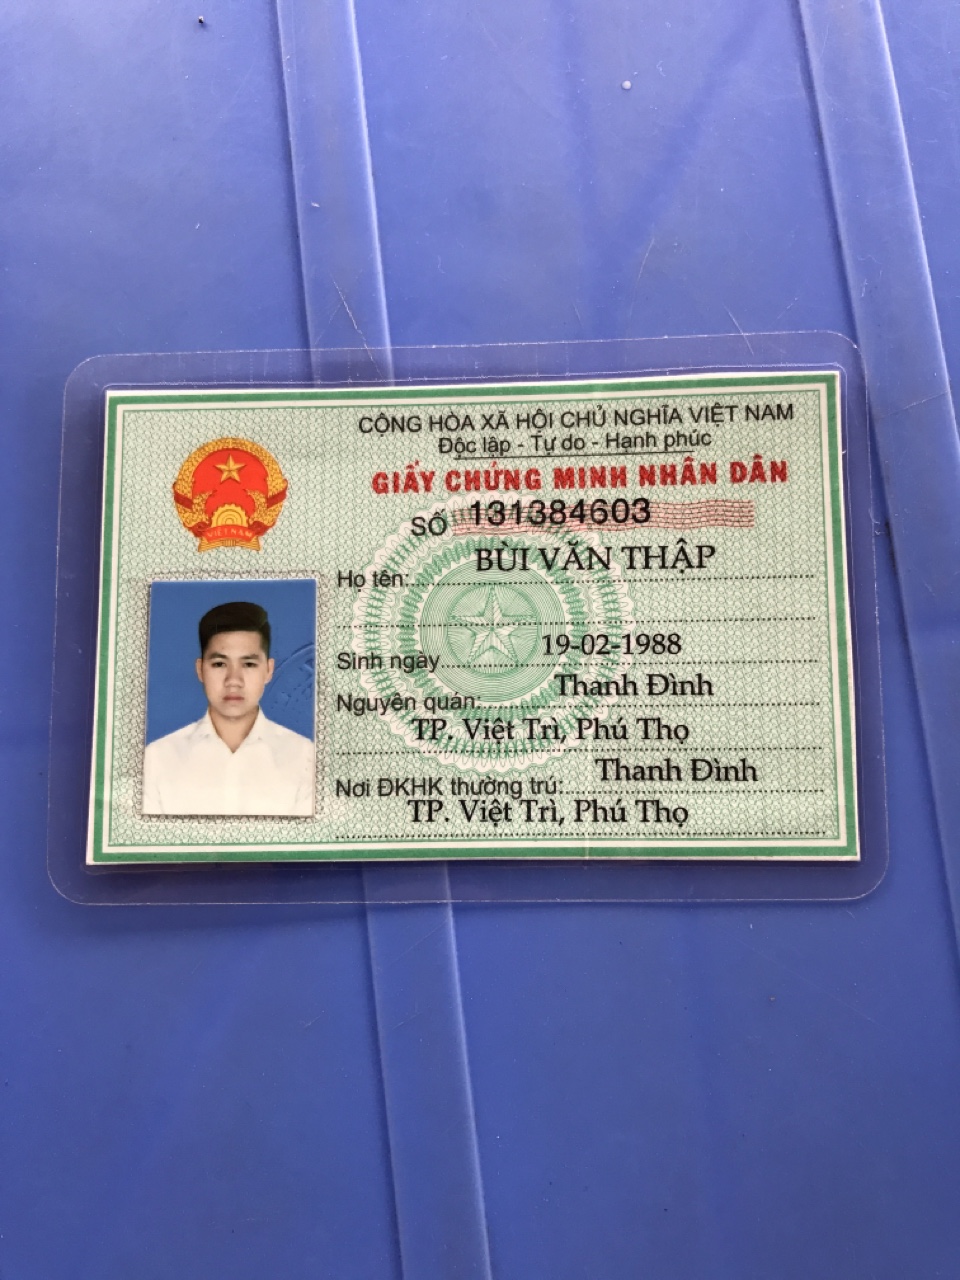 CỘNG HÒA XÃ HỘI CHỦ NGHĨA VIỆT NAM
Độc lập - Tự do - Hạnh phúc
GIẤY CHỨNG MINH NHÂN DÂN
SỐ 131384603
VIỆT NAM
Họ tên: BÙI VĂN THẬP
Sinh ngày 19-02-1988
Nguyên quán: Thanh Đình
TP. Việt Trì, Phú Thọ
Nơi ĐKHK thường trú: Thanh Đình
TP. Việt Trì, Phú Thọ